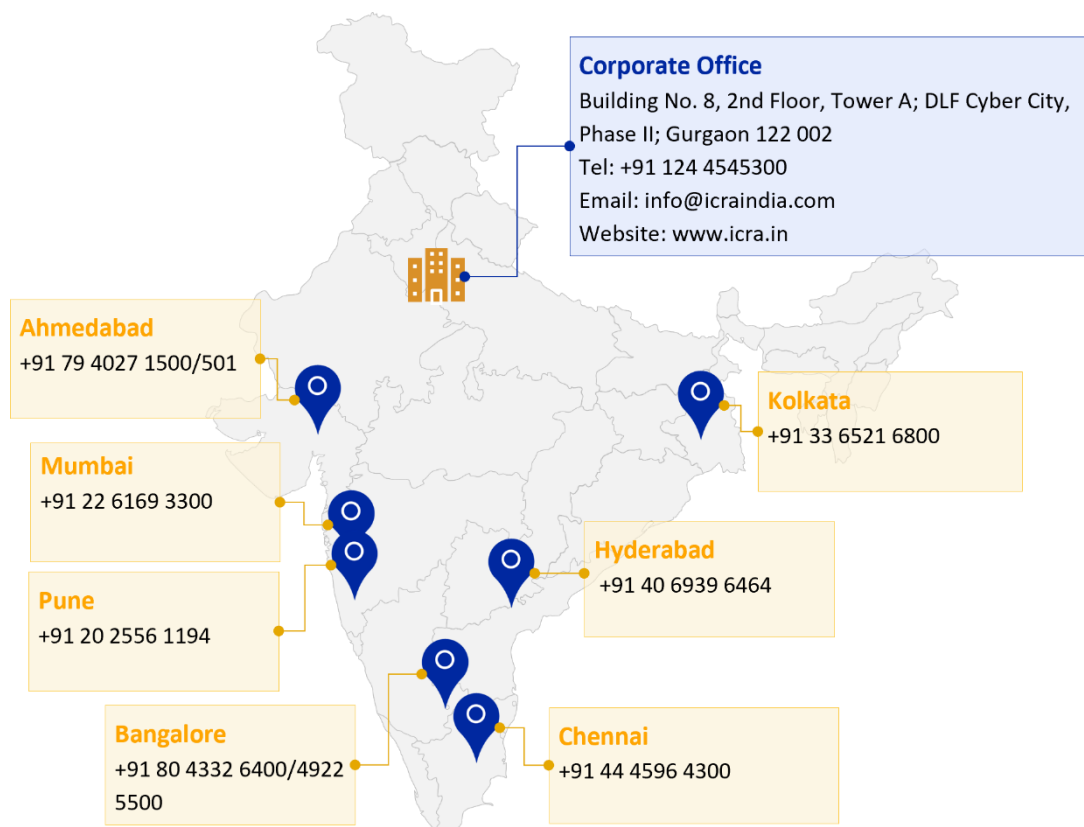 Corporate Office
Building No. 8, 2nd Floor, Tower A; DLF Cyber City,
Phase II; Gurgaon 122 002
Tel: +91 124 4545300
Email: info@icraindia.com
Website: www.icra.in
Ahmedabad
+91 79 4027 1500/501
Kolkata
+91 33 6521 6800
Mumbai
+91 22 6169 3300
Hyderabad
+91 40 6939 6464
Pune
+91 20 2556 1194
Bangalore
+91 80 4332 6400/4922
5500
Chennai
+91 44 4596 4300